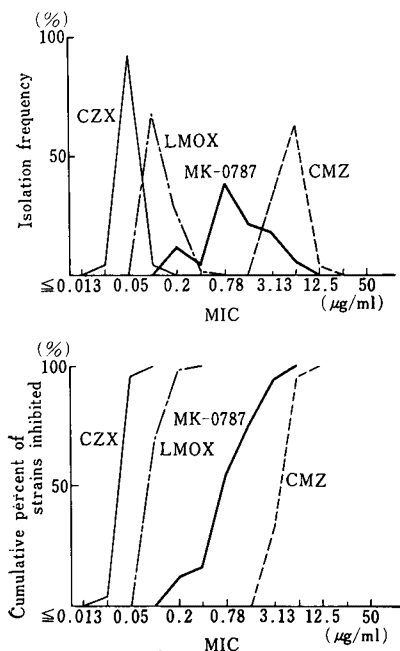 (%)
100
50
Isolation frequency
CZX
LMOX
MK-0787
CMZ
≦0.013 0.05 0.2 0.78 3.13 12.5 50
(μg/ml)
MIC
(%)
100
50
Cumulative percent of
strains inhibited
CZX
MK-0787
LMOX
CMZ
≦0.013 0.05 0.2 0.78 3.13 12.5 50
(μg/ml)
MIC